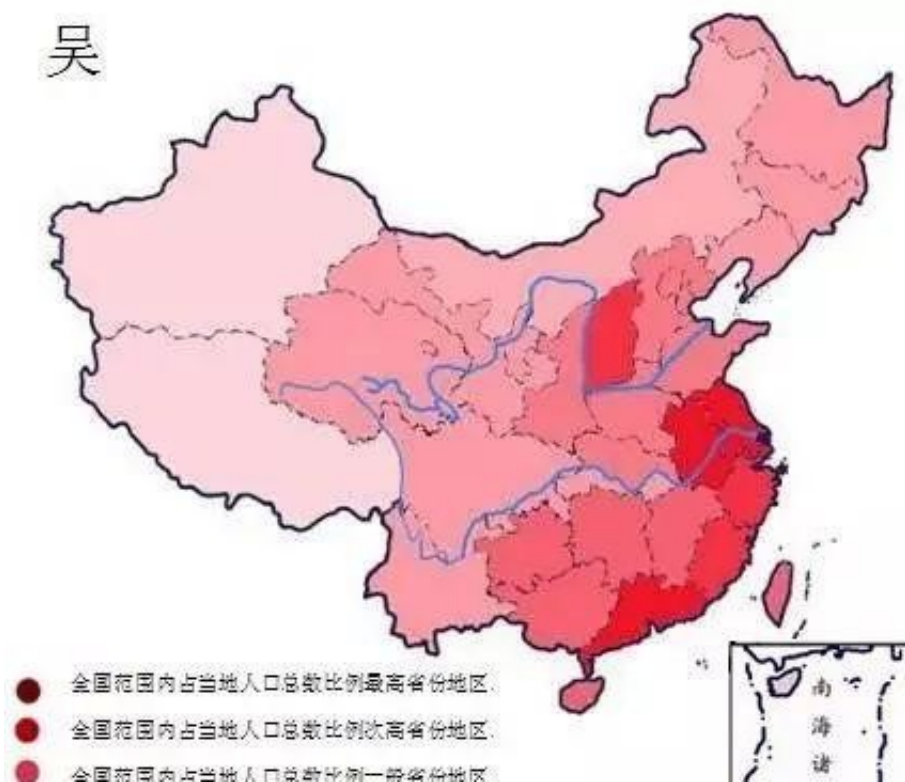 吴
全国范围内占当地人口总数比例最高省份地区.
全国范围内占当地人口总数比例次高省份地区.
全国范围内占当地人口总数比例一般省份地区
南
海
诸